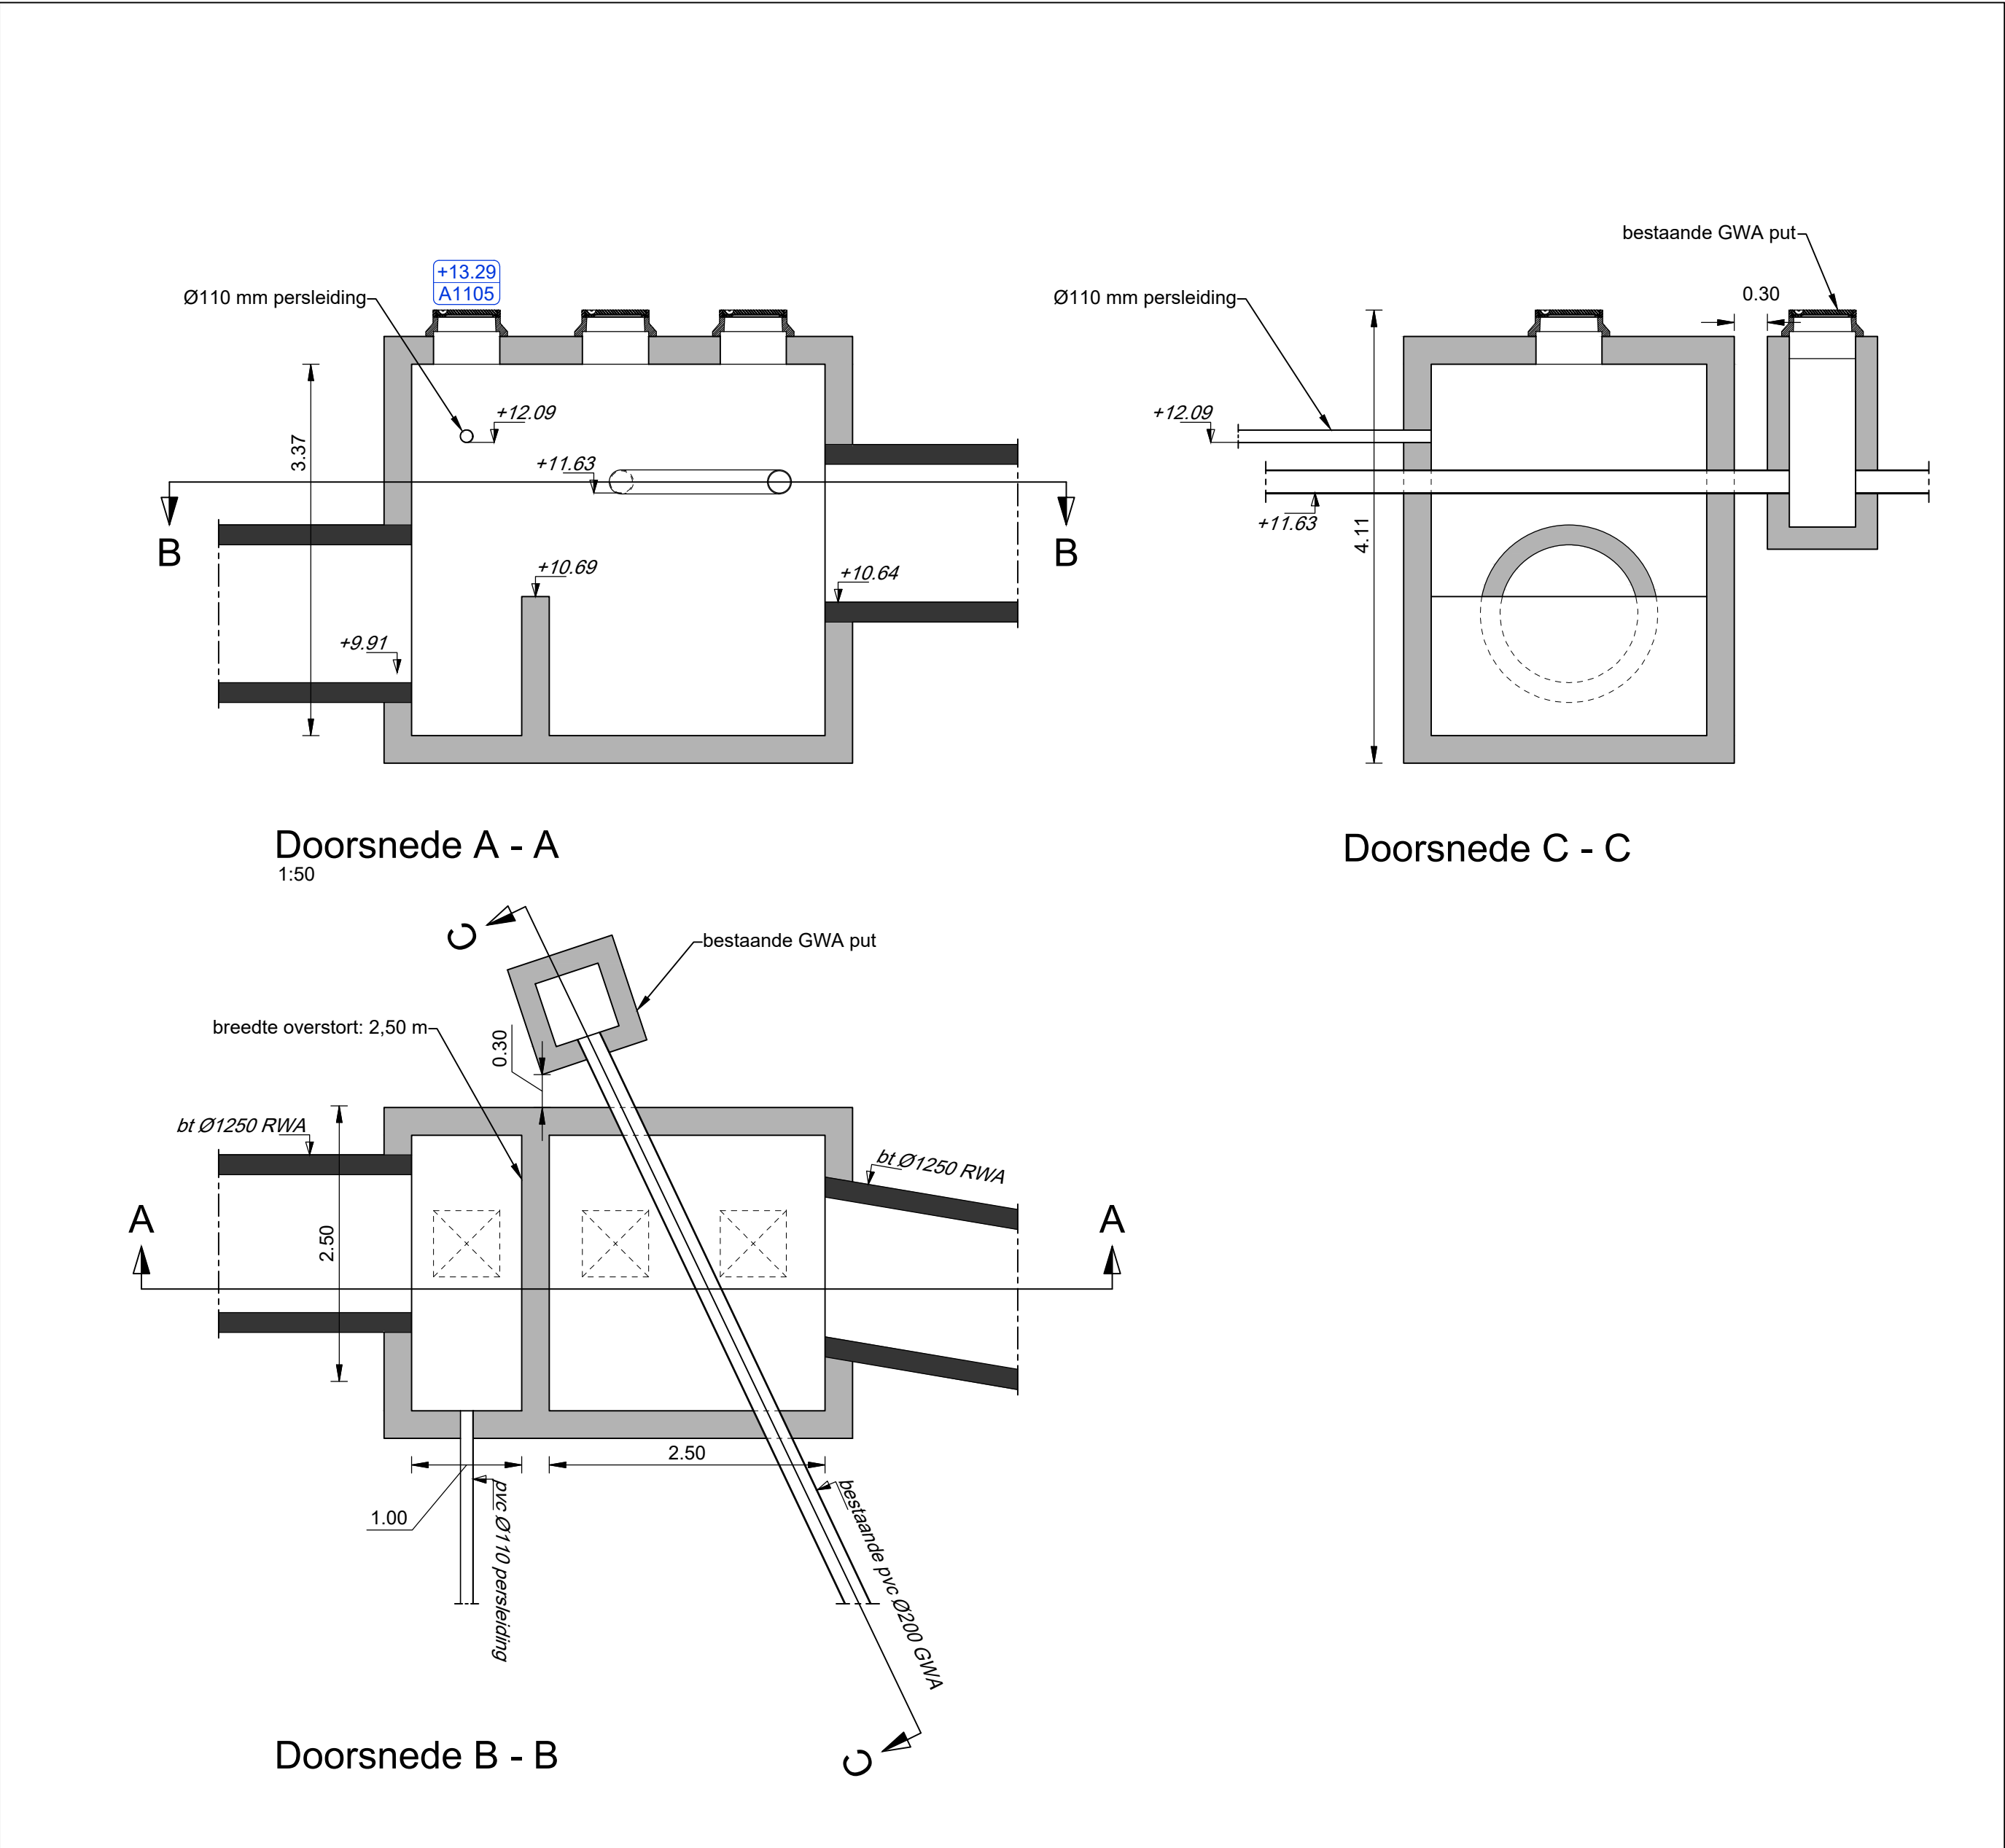 bestaande GWA put
+13.29
A1105
Ø110 mm persleiding
Ø110 mm persleiding
0.30
+12.09
+12.09
3.37
+11.63
+11.63
4.11
B
B
+10.69
+10.64
+9.91
Doorsnede A - A
1:50
Doorsnede C - C
C
bestaande GWA put
breedte overstort: 2,50 m
0.30
bt Ø1250 RWA
bt Ø1250 RWA
A
A
2.50
2.50
1.00
pvc Ø110 persleiding
bestaande pvc Ø200 GWA
Doorsnede B - B
C